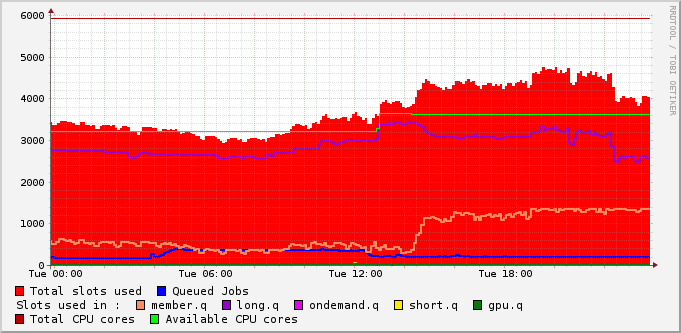 6000
5000
4000
3000
2000
1000
0
Tue 00:00 Tue 06:00 Tue 12:00 Tue 18:00
Total slots used Queued Jobs
Slots used in : member.q long.q ondemand.q short.q gpu.q
Total CPU cores Available CPU cores
RRDTOOL / TOBI OETIKER